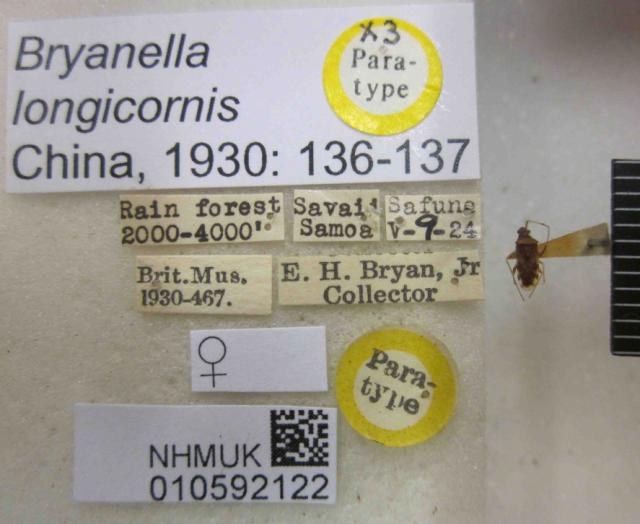 Bryanella
longicornis
China, 1930: 136-137
X3
Para-
type
Rain forest
2000-4000'
Savaii
Samoa
Safune
V-9-24
Brit.Mus.
1930-467.
E. H. Bryan, Jr
Collector
♀
Para-
type
NHMUK
010592122